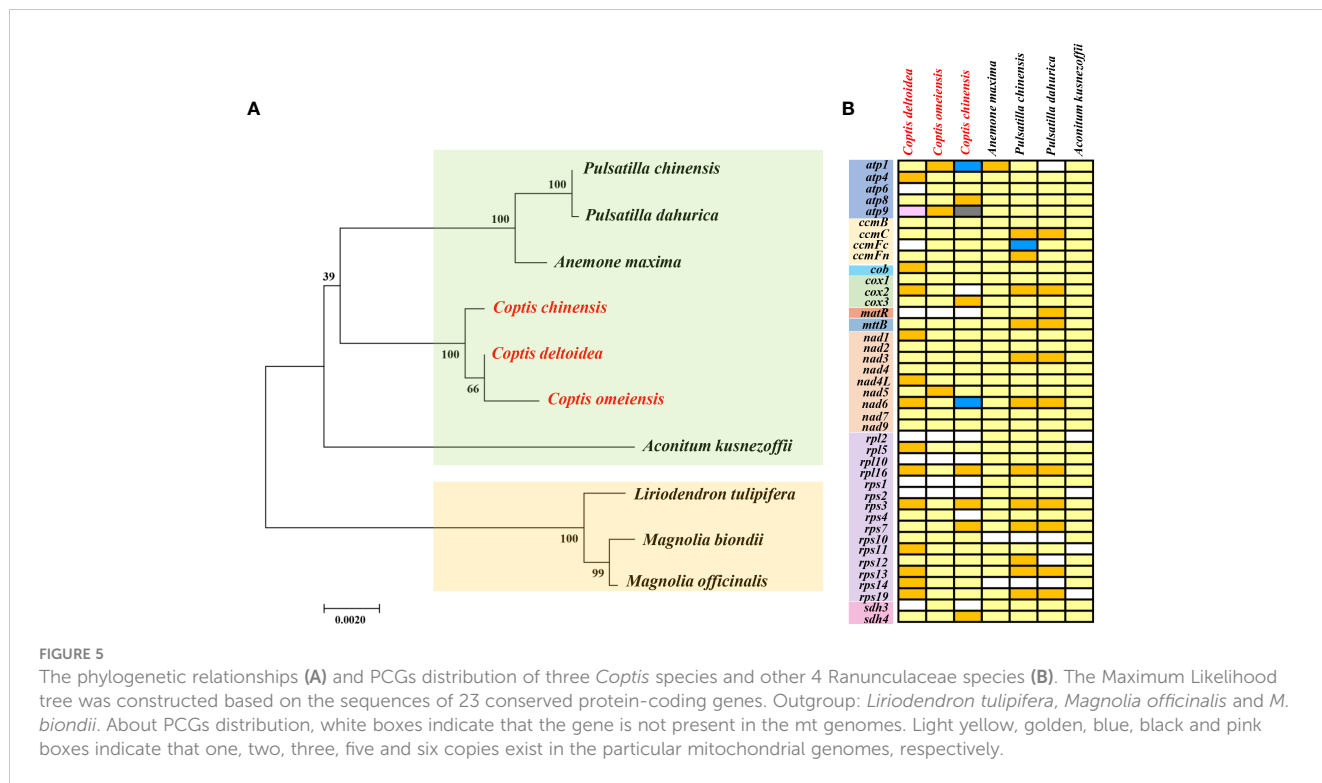 A
B
Coptis deltoidea
Coptis omeiensis
Coptis chinensis
Anemone maxima
Pulsatilla chinensis
Pulsatilla dahurica
Aconitum kusnezoffii
Pulsatilla chinensis
100
Pulsatilla dahurica
100
Anemone maxima
39
Coptis chinensis
100
Coptis deltoidea
66
Coptis omeiensis
Aconitum kusnezoffii
Liriodendron tulipifera
100
Magnolia biondii
99
Magnolia officinalis
0.0020
atp1
atp4
atp6
atp8
atp9
ccmB
ccmC
ccmFc
ccmFn
cob
cox1
cox2
cox3
matR
mttB
nad1
nad2
nad3
nad4
nad4L
nad5
nad6
nad7
nad9
rpl2
rpl5
rpl10
rpl16
rps1
rps2
rps3
rps4
rps7
rps10
rps11
rps12
rps13
rps14
rps19
sdh3
sdh4
FIGURE 5
The phylogenetic relationships (A) and PCGs distribution of three Coptis species and other 4 Ranunculaceae species (B). The Maximum Likelihood
tree was constructed based on the sequences of 23 conserved protein-coding genes. Outgroup: Liriodendron tulipifera, Magnolia officinalis and M.
biondii. About PCGs distribution, white boxes indicate that the gene is not present in the mt genomes. Light yellow, golden, blue, black and pink
boxes indicate that one, two, three, five and six copies exist in the particular mitochondrial genomes, respectively.